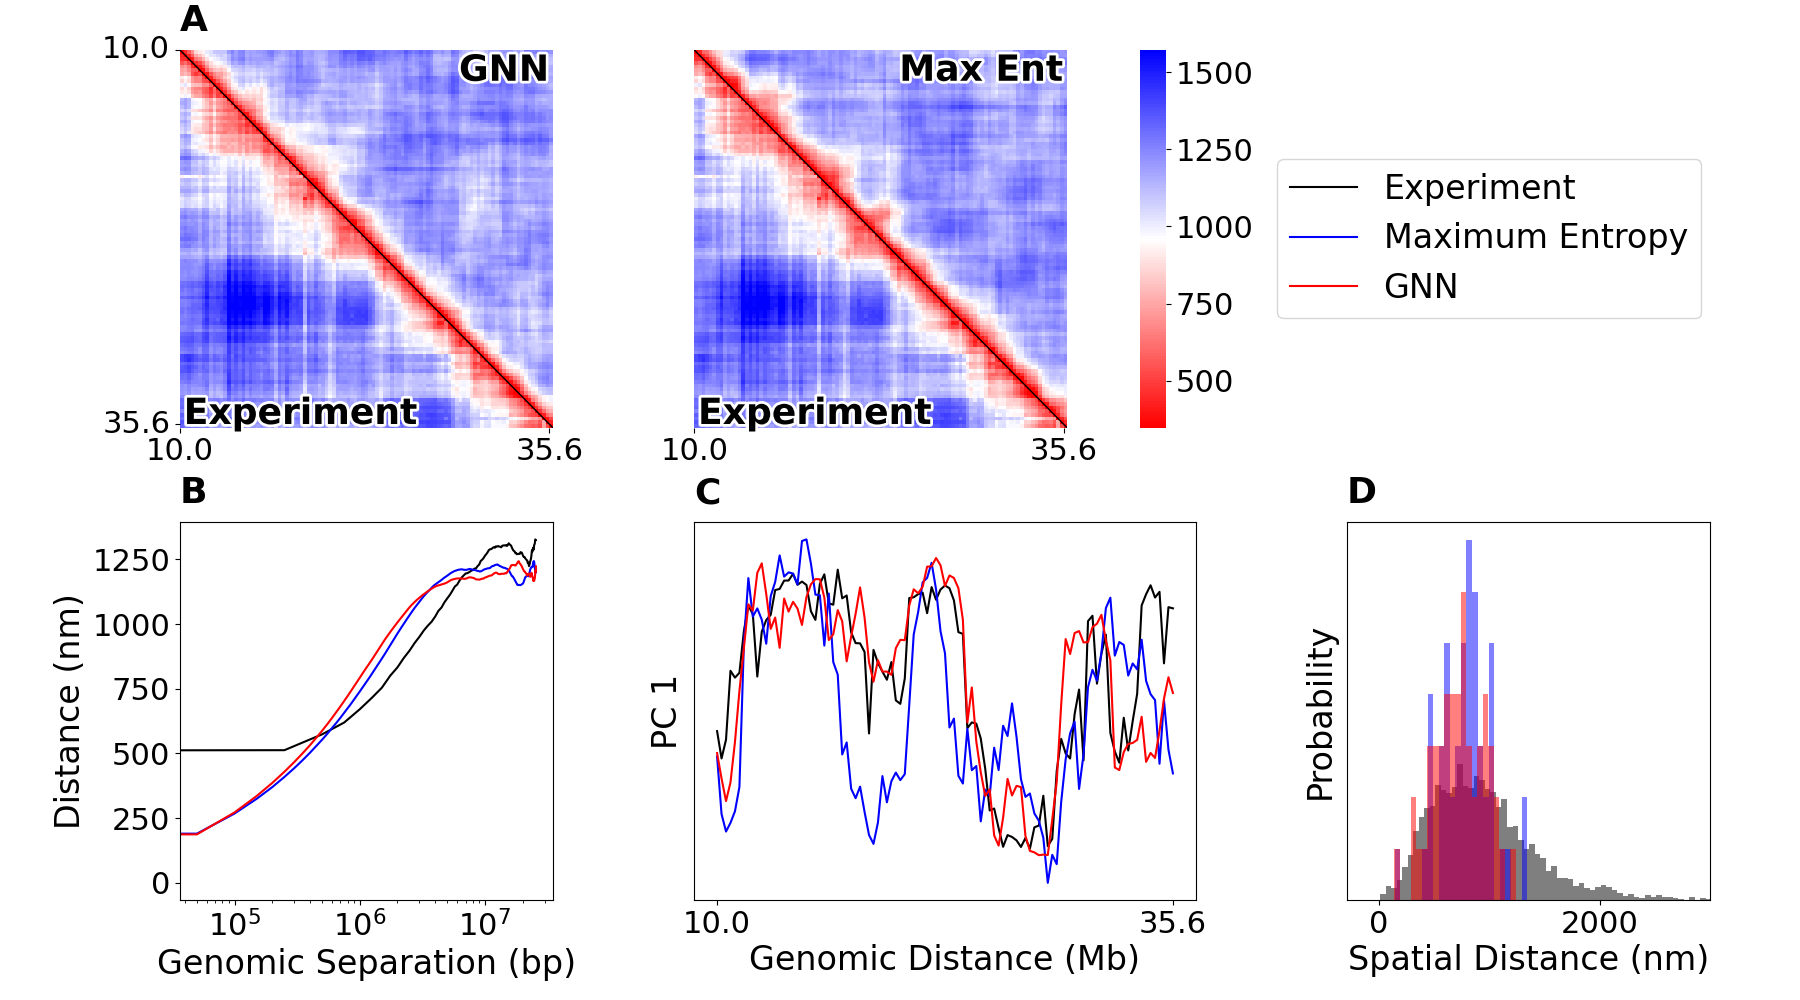 A
10.0
35.6
GNN
Experiment
10.0
35.6
Max Ent
Experiment
10.0
35.6
1500
1250
1000
750
500
Experiment
Maximum Entropy
GNN
B
1250
1000
750
500
250
0
Distance (nm)
10⁵
10⁶
10⁷
Genomic Separation (bp)
C
PC 1
10.0
35.6
Genomic Distance (Mb)
D
Probability
0
2000
Spatial Distance (nm)